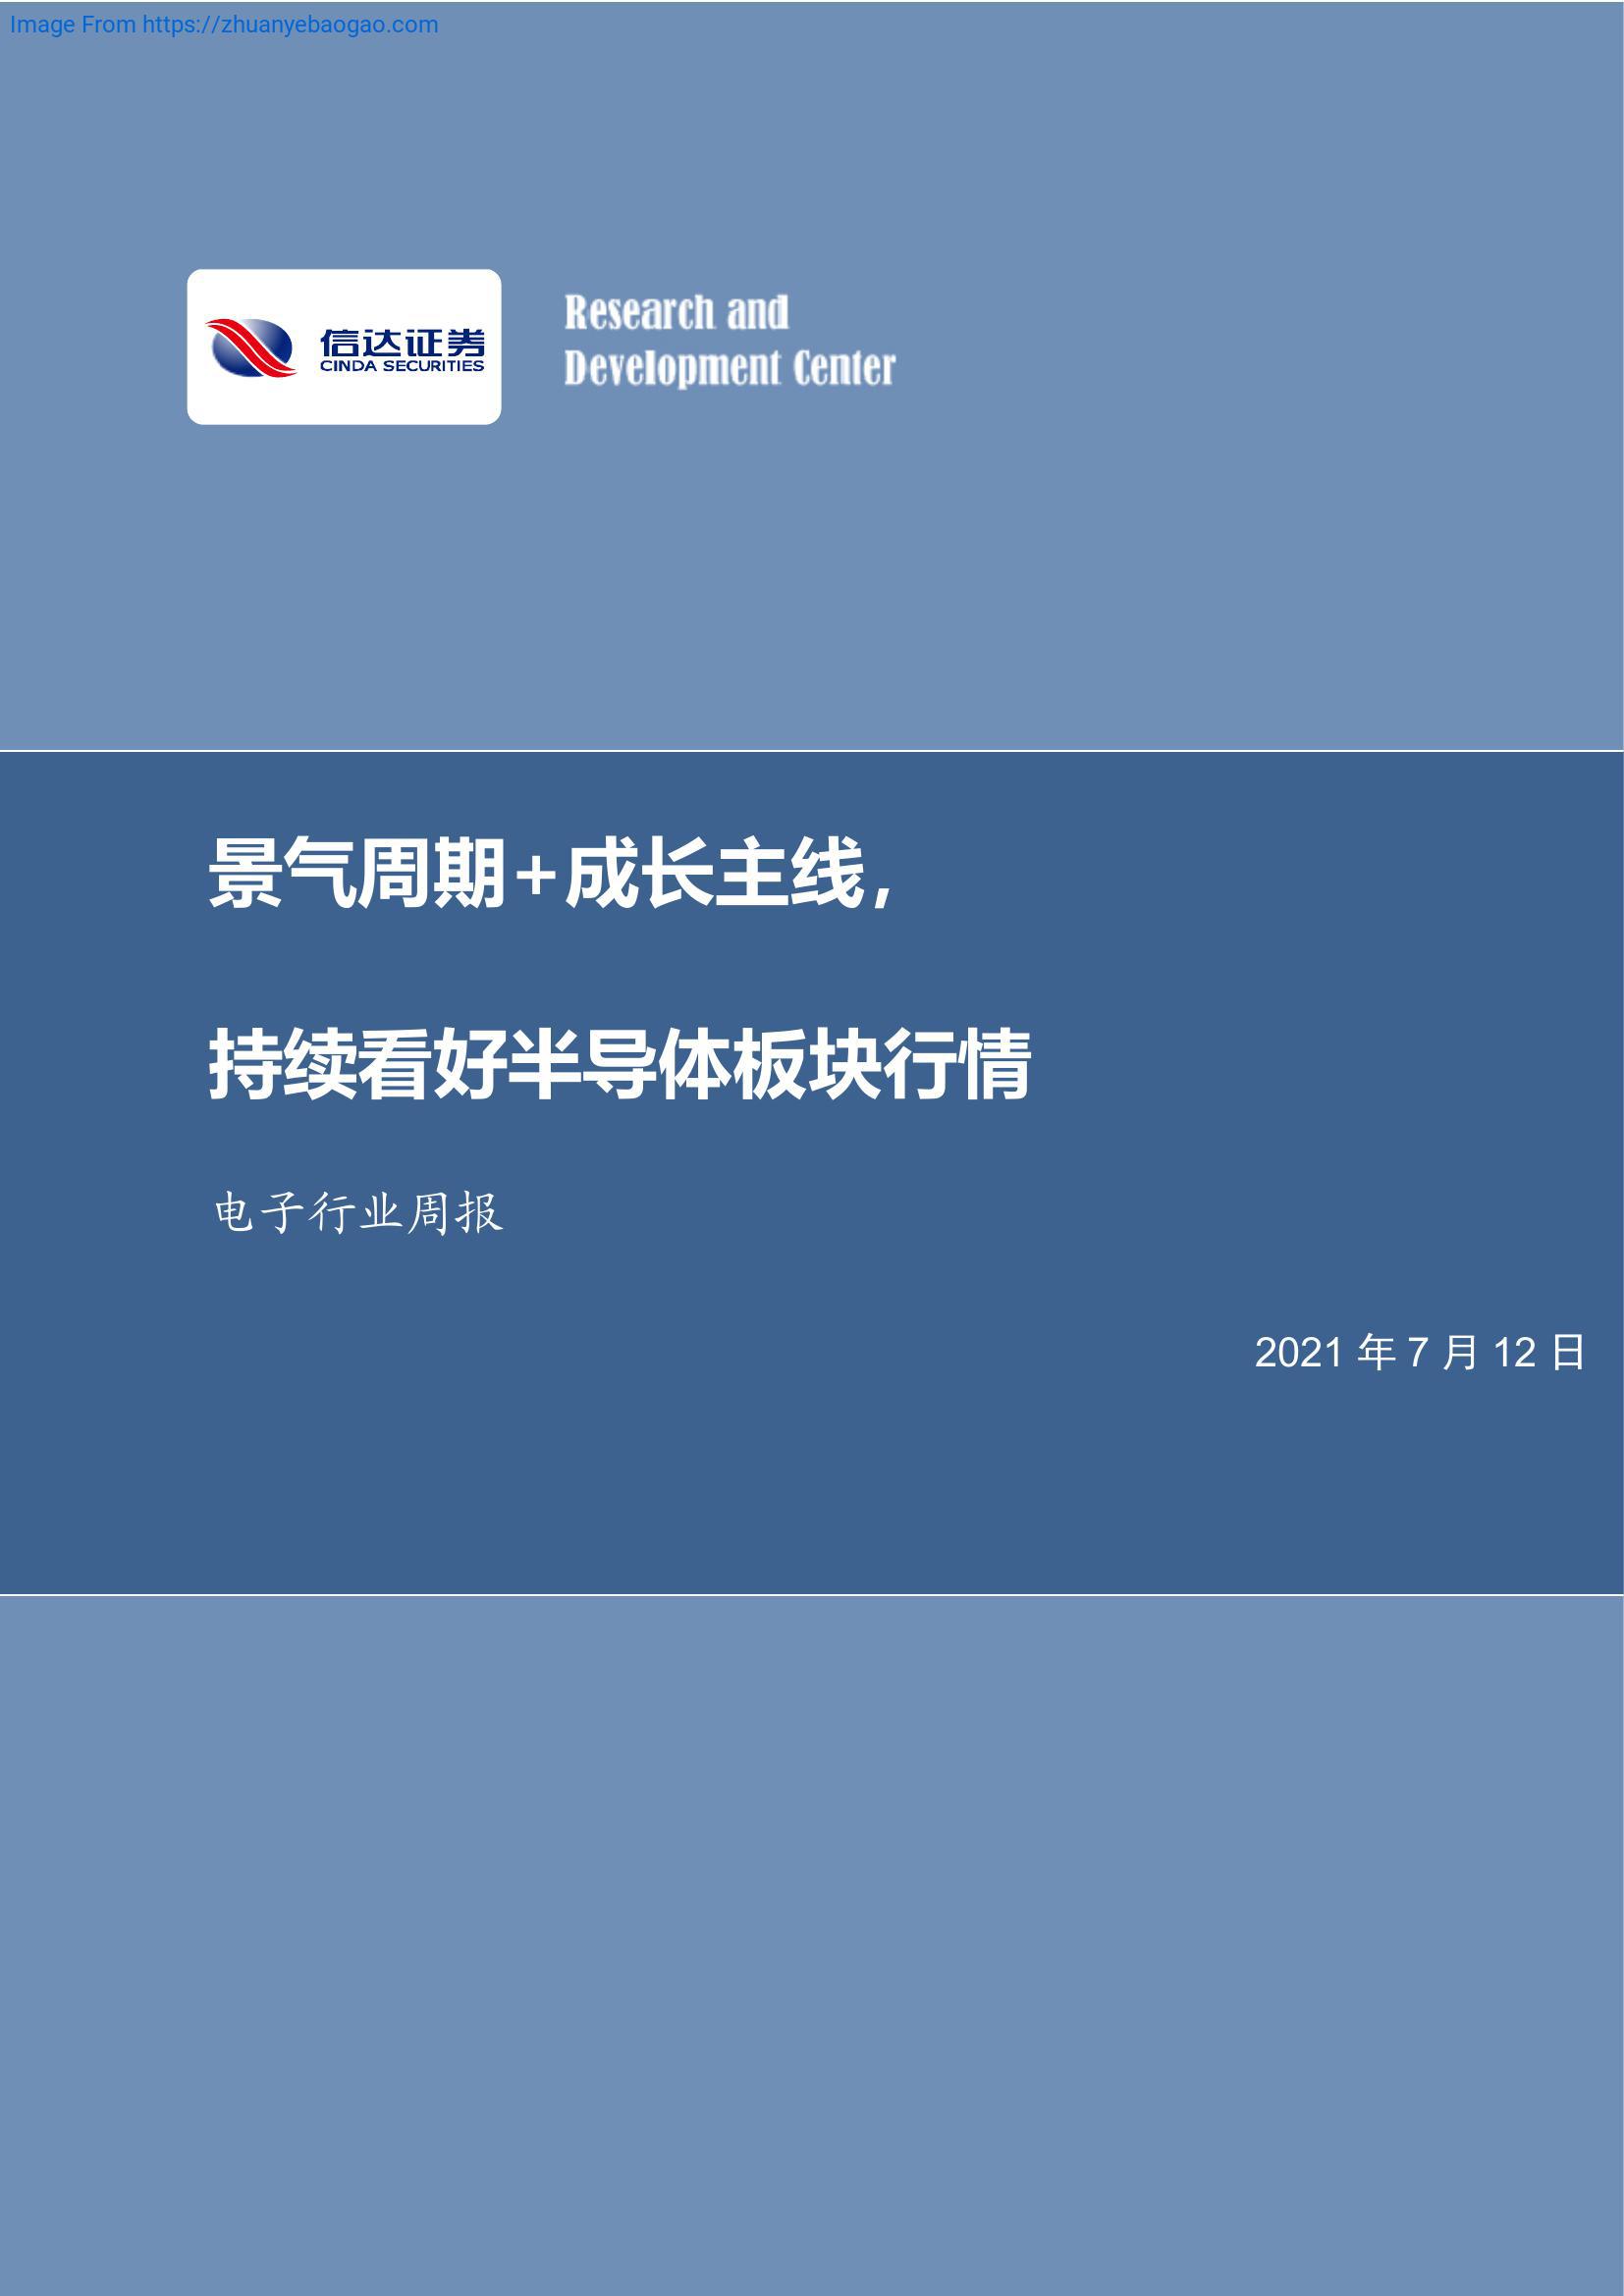 Image From https://zhuanyebaogao.com
信达证券
CINDA SECURITIES
Research and
Development Center
景气周期+成长主线，
持续看好半导体板块行情
电子行业周报
2021 年 7 月 12 日